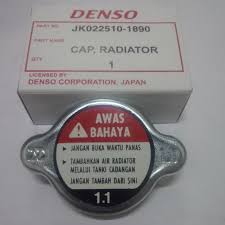 DENSO
PART NO. JK022510-1890
PART NAME CAP, RADIATOR
QTY 1
LICENSED BY
DENSO CORPORATION, JAPAN
AWAS
BAHAYA
JANGAN BUKA WAKTU PANAS
TAMBAHKAN AIR RADIATOR
MELALUI TANKI CADANGAN
JANGAN TAMBAH DARI SINI
1.1